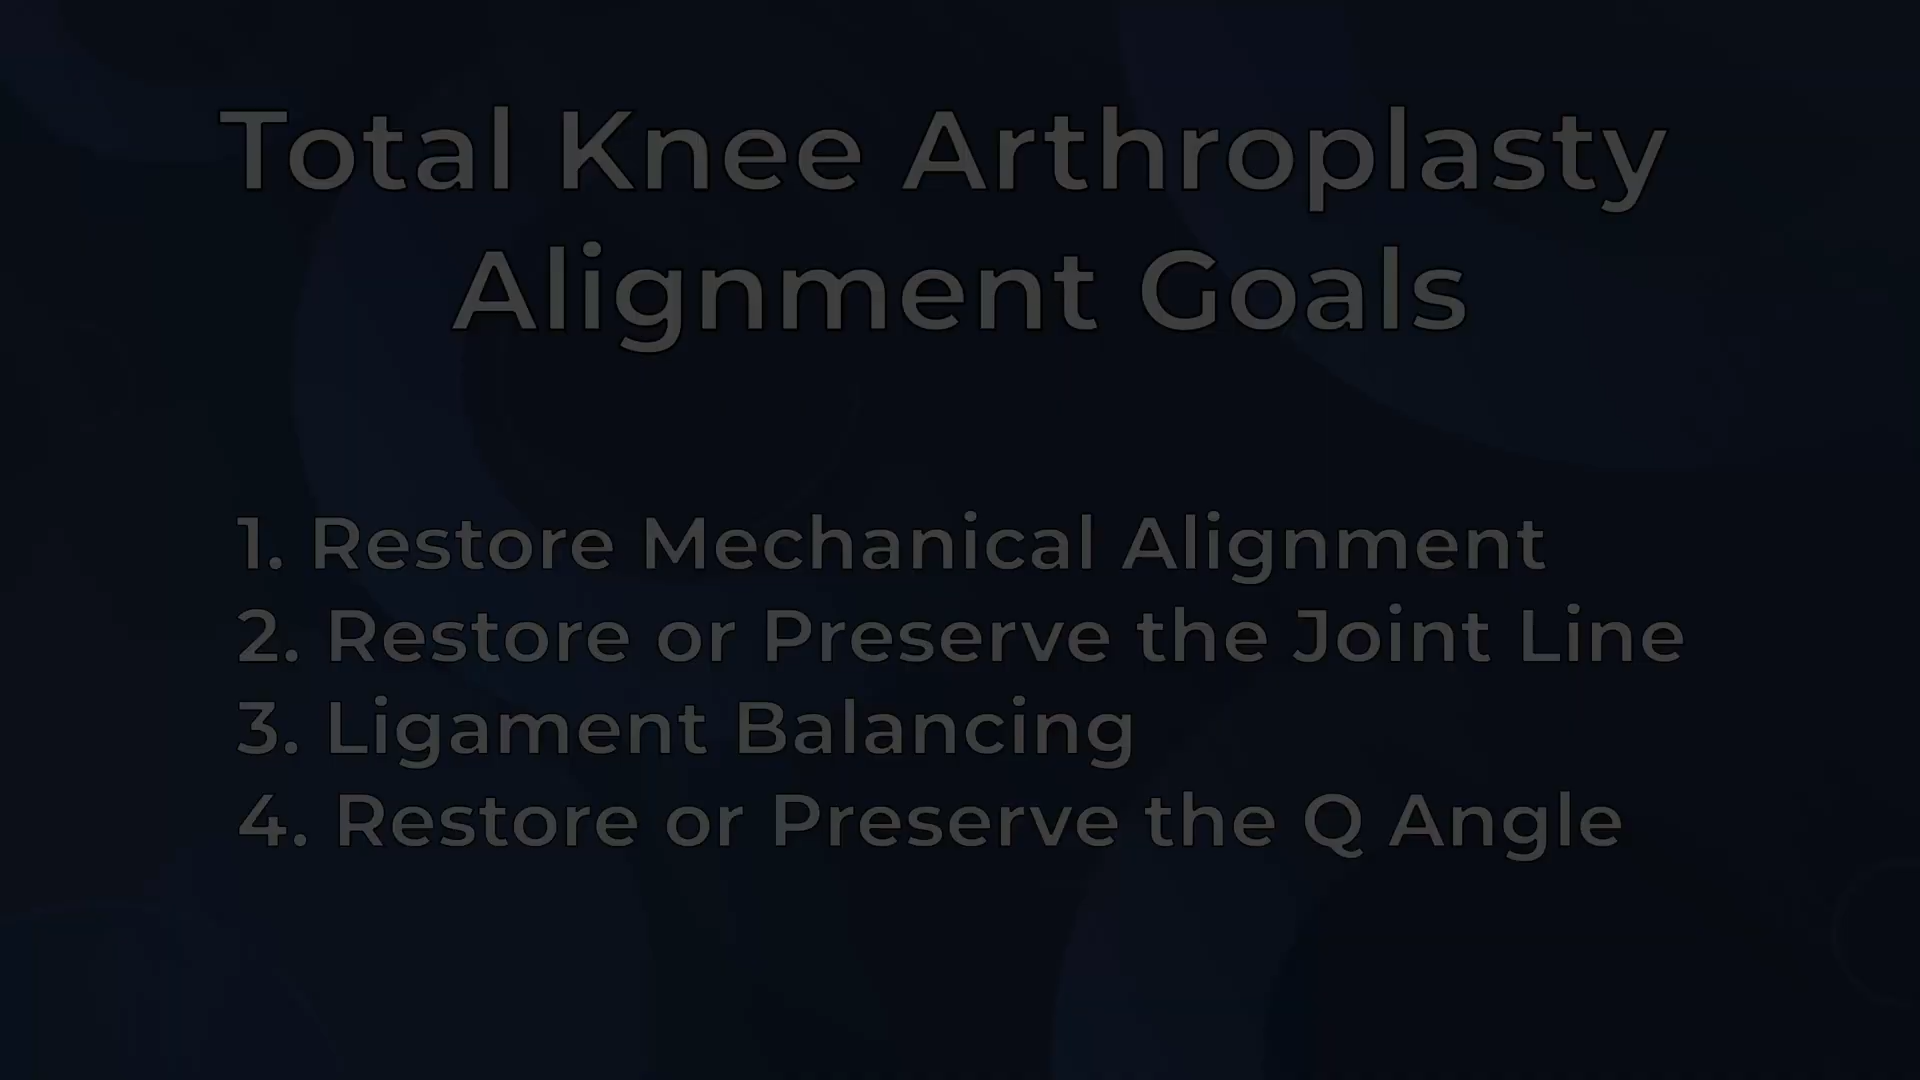 Total Knee Arthroplasty
Alignment Goals
1. Restore Mechanical Alignment
2. Restore or Preserve the Joint Line
3. Ligament Balancing
4. Restore or Preserve the Q Angle